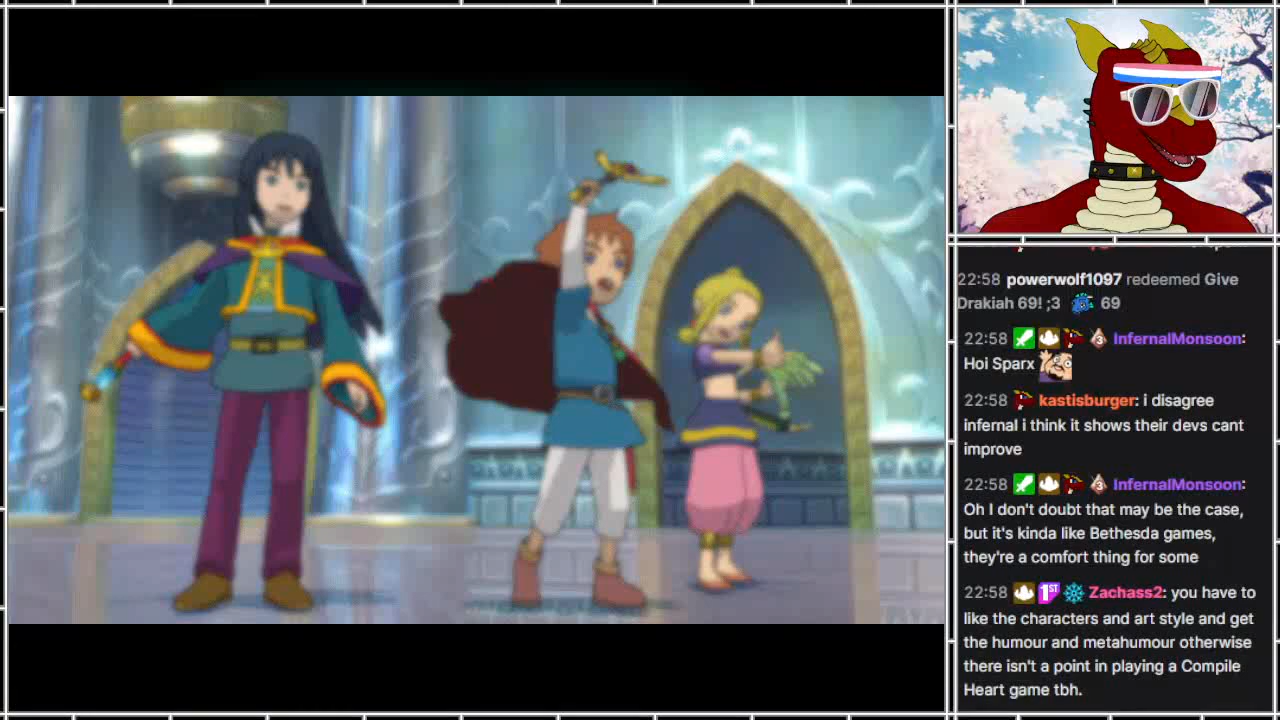 22:58 powerwolf1097 redeemed Give
Drakiah 69! ;3 69
22:58 3 InfernalMonsoon:
Hoi Sparx
22:58 kastisburger: i disagree
infernal i think it shows their devs cant
improve
22:58 3 InfernalMonsoon:
Oh I don't doubt that may be the case,
but it's kinda like Bethesda games,
they're a comfort thing for some
22:58 1ST Zachass2: you have to
like the characters and art style and get
the humour and metahumour otherwise
there isn't a point in playing a Compile
Heart game tbh.